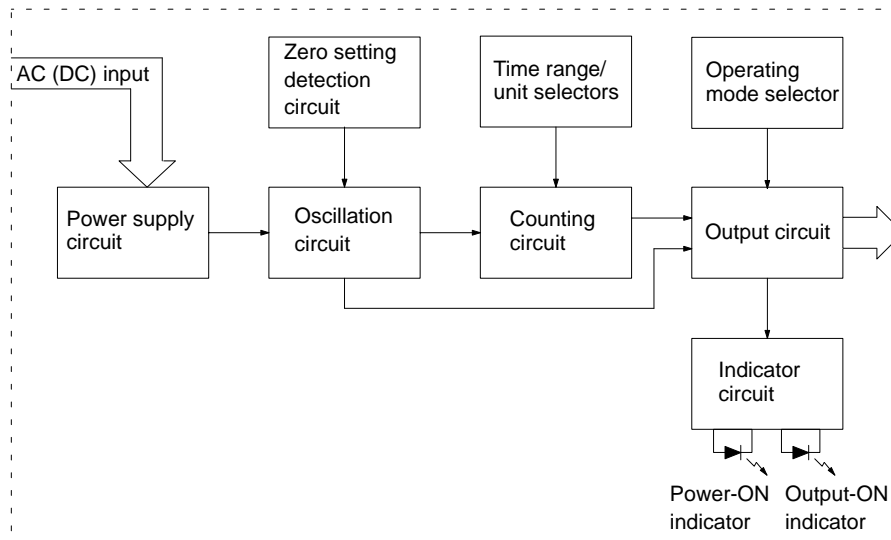 AC (DC) input
Zero setting
detection
circuit
Time range/
unit selectors
Operating
mode selector
Power supply
circuit
Oscillation
circuit
Counting
circuit
Output circuit
Indicator
circuit
Power-ON
indicator
Output-ON
indicator